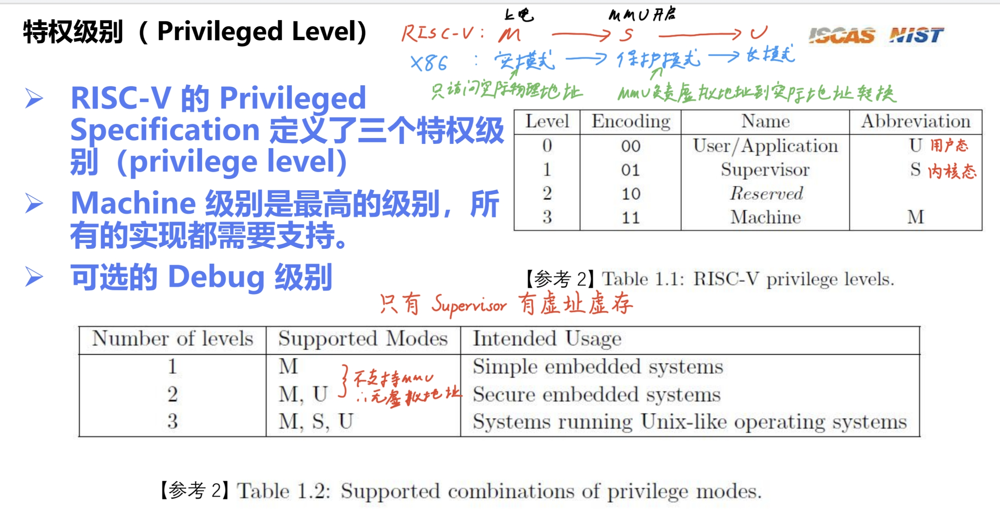 特权级别（ Privileged Level）
上电 MMU开启
RISC-V： M → S → U
X86 ： 实模式 → 保护模式 → 长模式
只访问实际物理地址 MMU负责虚拟地址到实际地址转换
ISCAS NIST
➢ RISC-V 的 Privileged
Specification 定义了三个特权级
别（privilege level）
➢ Machine 级别是最高的级别，所
有的实现都需要支持。
➢ 可选的 Debug 级别
Level Encoding Name Abbreviation
0 00 User/Application U 用户态
1 01 Supervisor S 内核态
2 10 Reserved
3 11 Machine M
【参考 2】Table 1.1: RISC-V privilege levels.
只有 Supervisor 有虚址虚存
Number of levels Supported Modes Intended Usage
1 M Simple embedded systems
2 M, U Secure embedded systems
3 M, S, U Systems running Unix-like operating systems
} 不支持MMU
∴无虚拟地址
【参考 2】Table 1.2: Supported combinations of privilege modes.